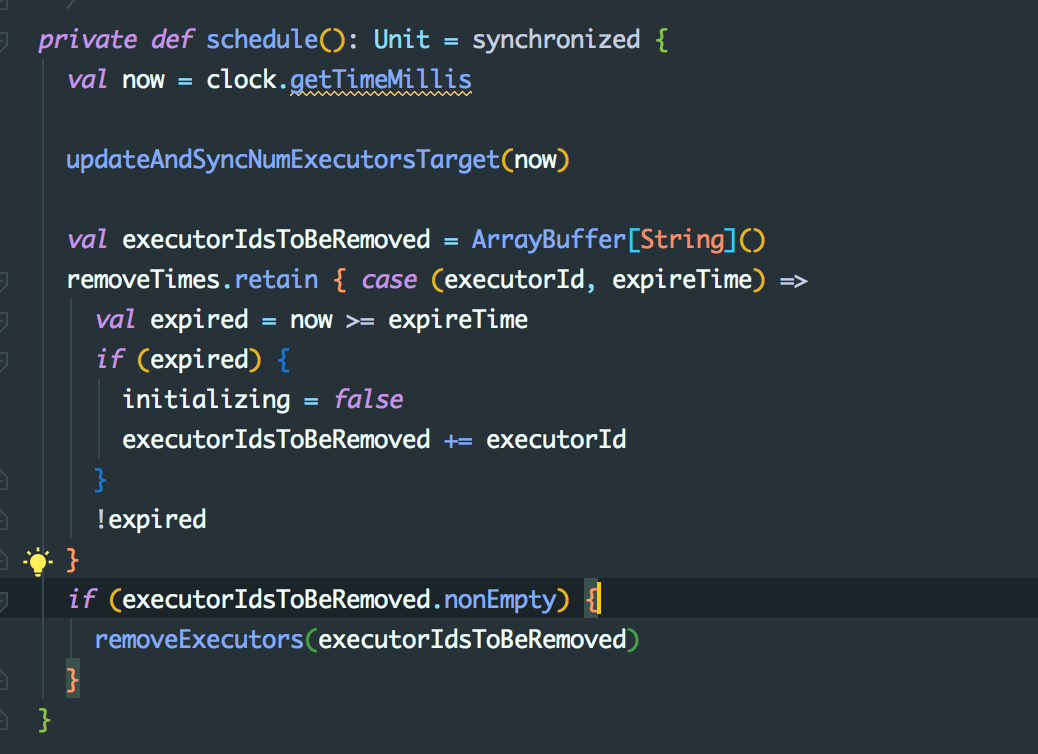 */
private def schedule(): Unit = synchronized {
val now = clock.getTimeMillis
updateAndSyncNumExecutorsTarget(now)
val executorIdsToBeRemoved = ArrayBuffer[String]()
removeTimes.retain { case (executorId, expireTime) =>
val expired = now >= expireTime
if (expired) {
initializing = false
executorIdsToBeRemoved += executorId
}
!expired
}
if (executorIdsToBeRemoved.nonEmpty) {
removeExecutors(executorIdsToBeRemoved)
}
}